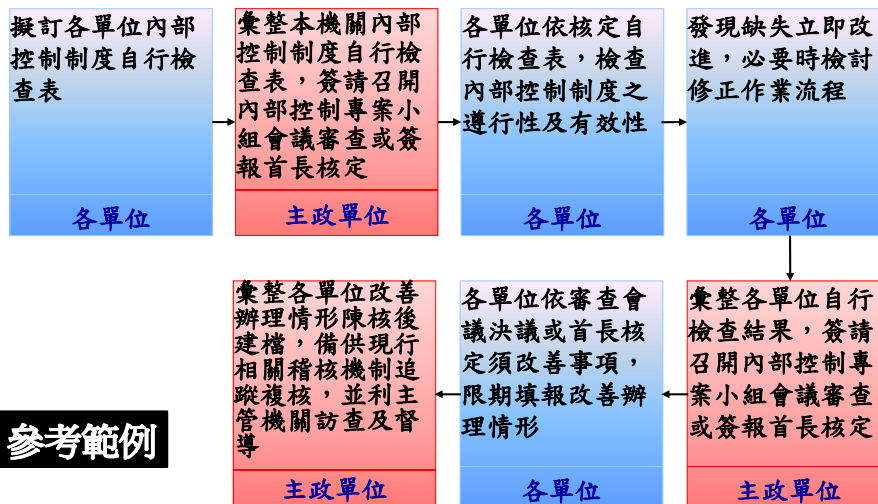 擬訂各單位內部
控制制度自行檢
查表
各單位
彙整本機關內部
控制制度自行檢
查表，簽請召開
內部控制專案小
組會議審查或簽
報首長核定
主政單位
各單位依核定自
行檢查表，檢查
內部控制制度之
遵行性及有效性
各單位
發現缺失立即改
進，必要時檢討
修正作業流程
各單位
彙整各單位自行
檢查結果，簽請
召開內部控制專
案小組會議審查
或簽報首長核定
主政單位
各單位依審查會
議決議或首長核
定須改善事項，
限期填報改善辦
理情形
各單位
彙整各單位改善
辦理情形陳核後
建檔，備供現行
相關稽核機制追
蹤複核，並利主
管機關訪查及督
導
主政單位
參考範例